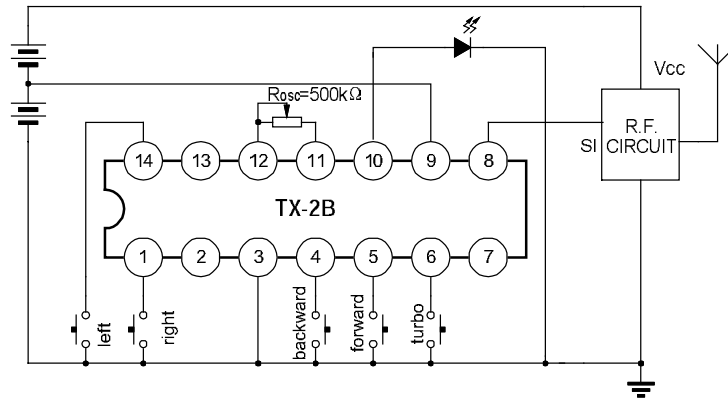 Vcc
Rosc=500kΩ
R.F.
SI CIRCUIT
14 13 12 11 10 9 8
TX-2B
1 2 3 4 5 6 7
left
right
backward
forward
turbo